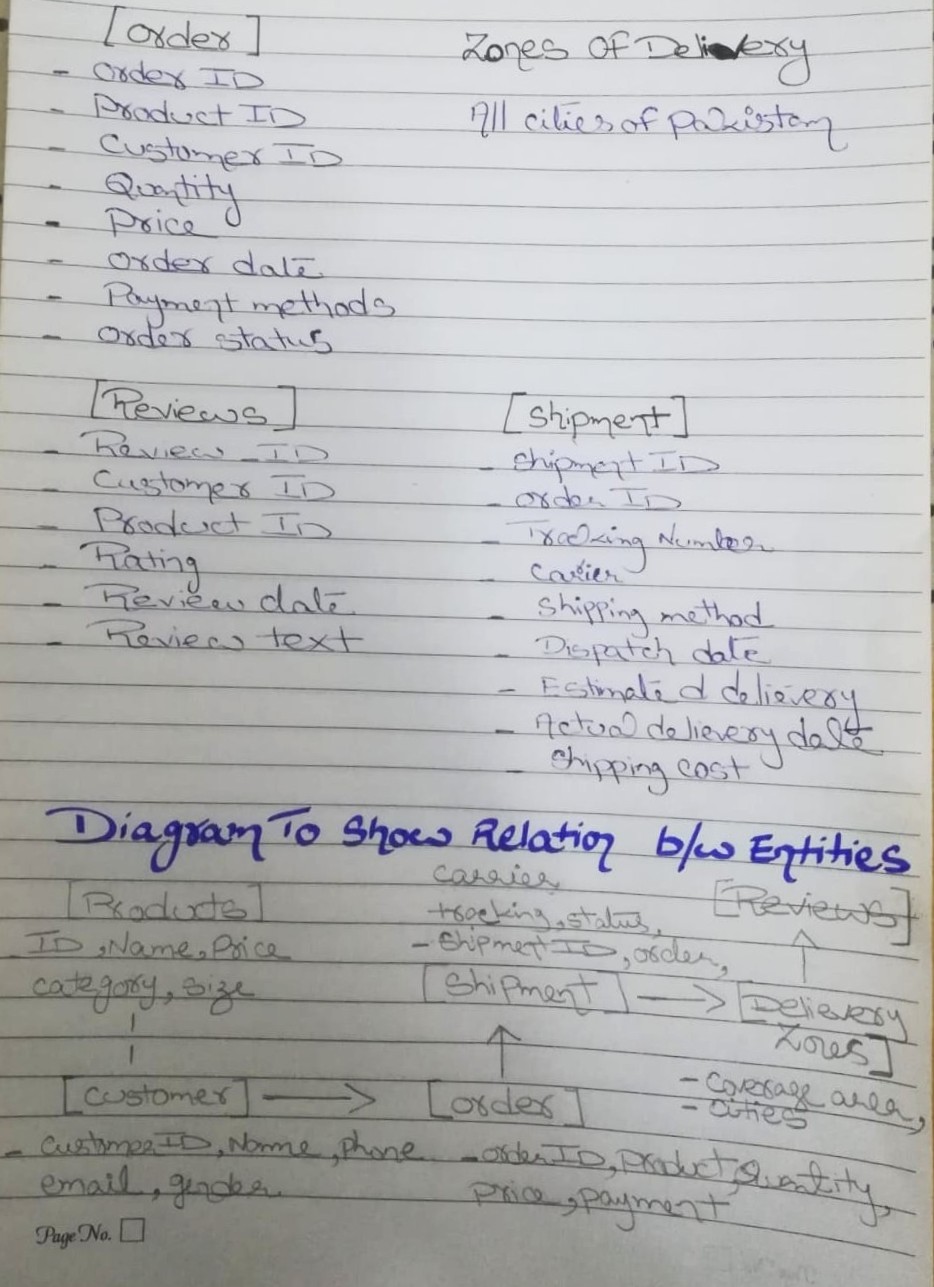 [Order]
- Order ID
- Product ID
- Customer ID
- Quantity
- Price
- Order date
- Payment methods
- Order status
Zones Of Delivery
All cities of Pakistan
[Reviews]
- Review ID
- Customer ID
- Product ID
- Rating
- Review date
- Review text
[Shipment]
- Shipment ID
- Order ID
- Tracking Number
- Carier
- Shipping method
- Dispatch date
- Estimated delievery
- Actual delievery date
- Shipping cost
Diagram To Show Relation b/w Entities
[Products]
ID, Name, Price
category, size
Carrier
tracking, status,
- Shipment ID, order,
[Shipment]
[Reviews]
[Delievery
Zones]
- Coverage area,
- Cities
[Customer]
- Customer ID, Name, Phone
email, gender
[order]
- order ID, Product, Quantity,
price, payment
Page No.